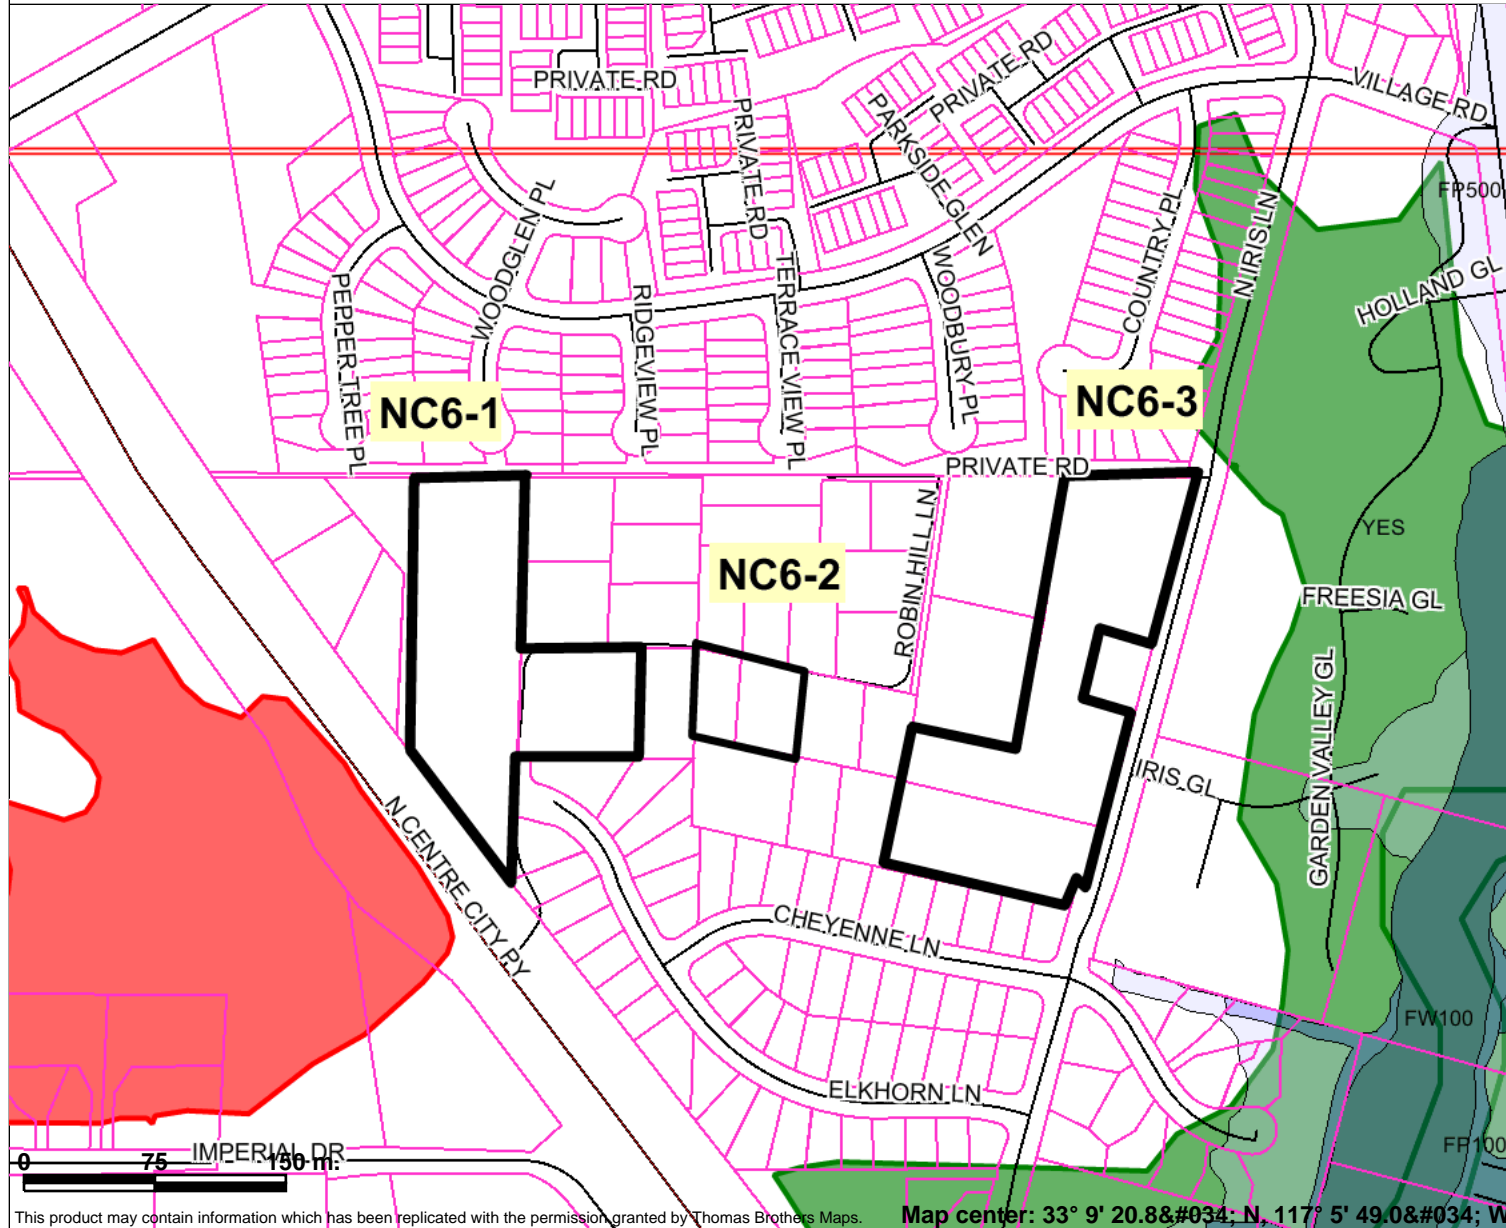 PRIVATE RD
PRIVATE RD
VILLAGE RD
PRIVATE RD
PARKSIDE GLEN
FP500
WOODGLEN PL
COUNTRY PL
N IRIS LN
HOLLAND GL
PEPPER TREE PL
RIDGEVIEW PL
TERRACE VIEW PL
WOODBURY PL
NC6-1
NC6-3
PRIVATE RD
ROBIN HILL LN
YES
NC6-2
FREESIA GL
GARDEN VALLEY GL
IRIS GL
N CENTRE CITY PY
CHEYENNE LN
FW100
ELKHORN LN
FP100
IMPERIAL DR
0 75 150 m.
This product may contain information which has been replicated with the permission granted by Thomas Brothers Maps.
Map center: 33° 9' 20.8&#034; N, 117° 5' 49.0&#034; W